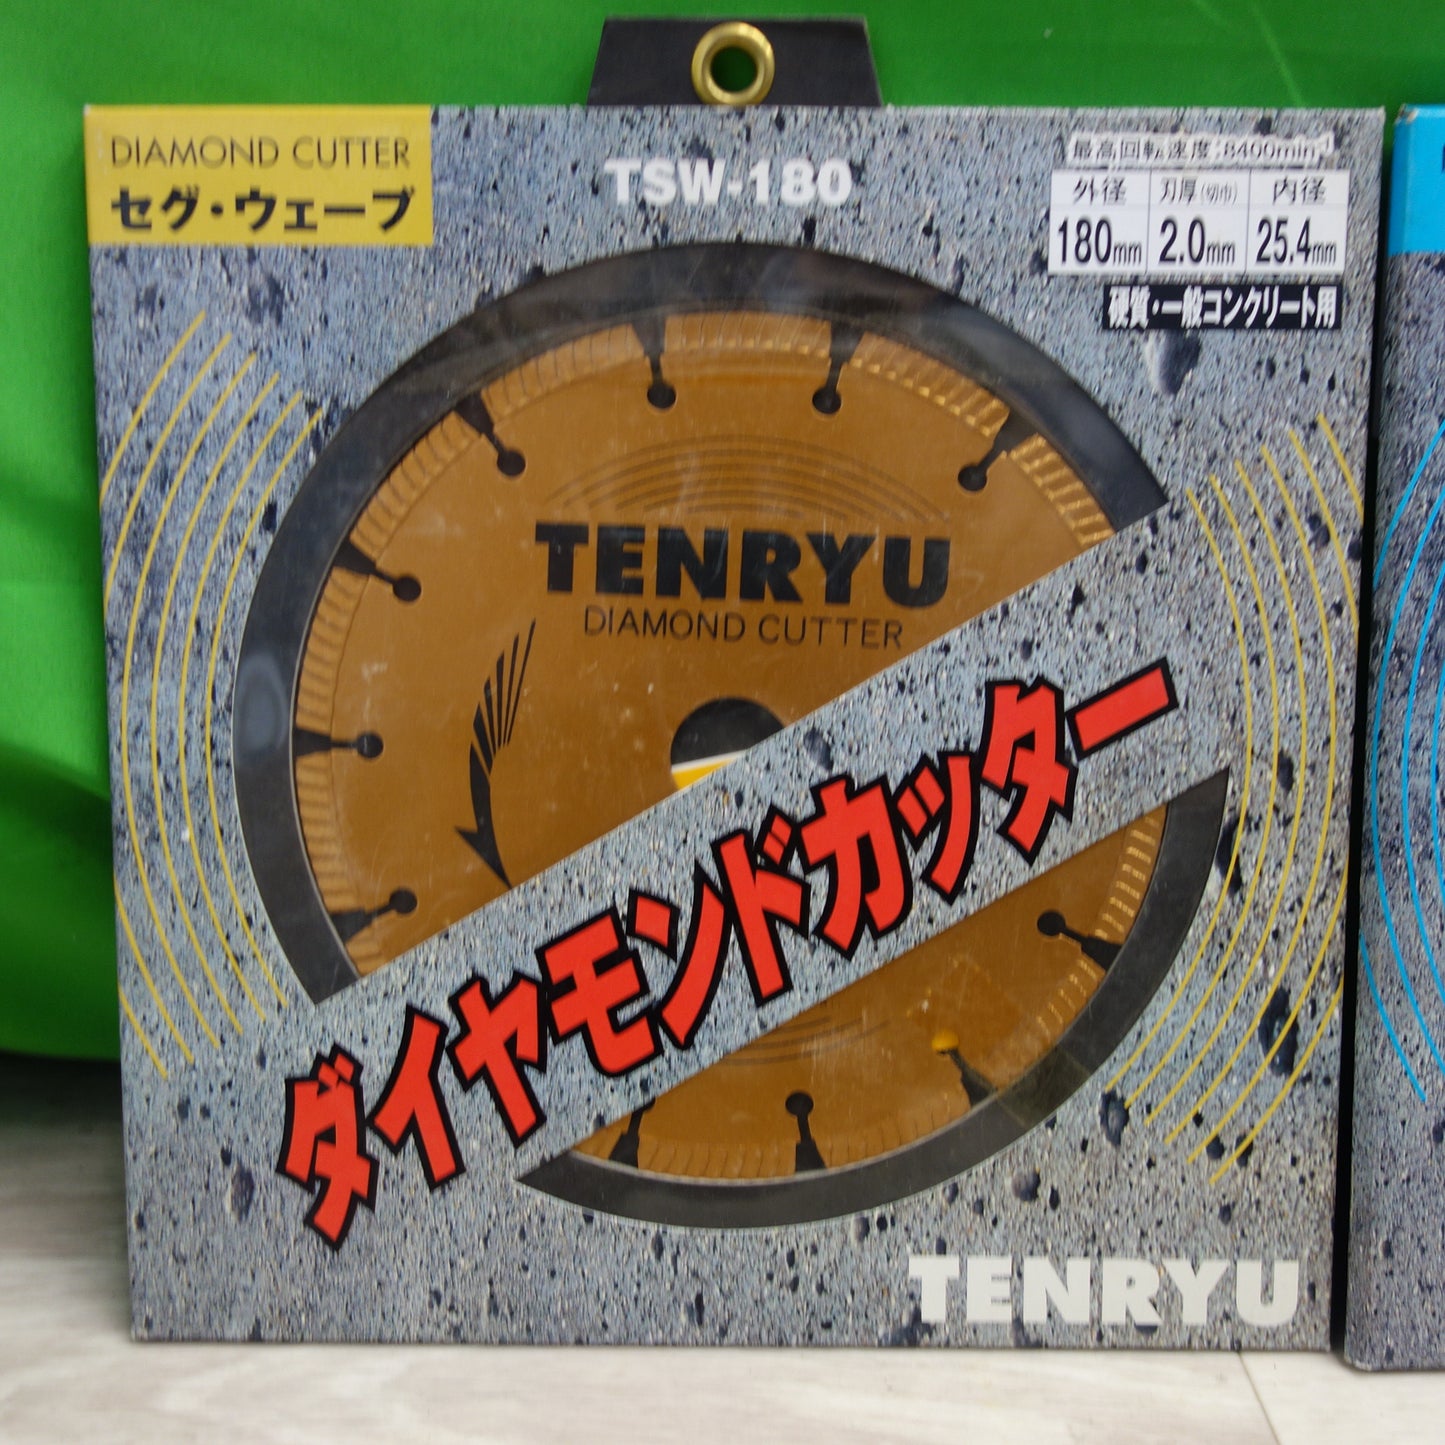 DIAMOND CUTTER
セグ・ウェーブ
TSW-180
最高回転速度:8400min⁻¹
外径 刃厚(切巾) 内径
180mm 2.0mm 25.4mm
硬質・一般コンクリート用
TENRYU
DIAMOND CUTTER
ダイヤモンドカッター
TENRYU